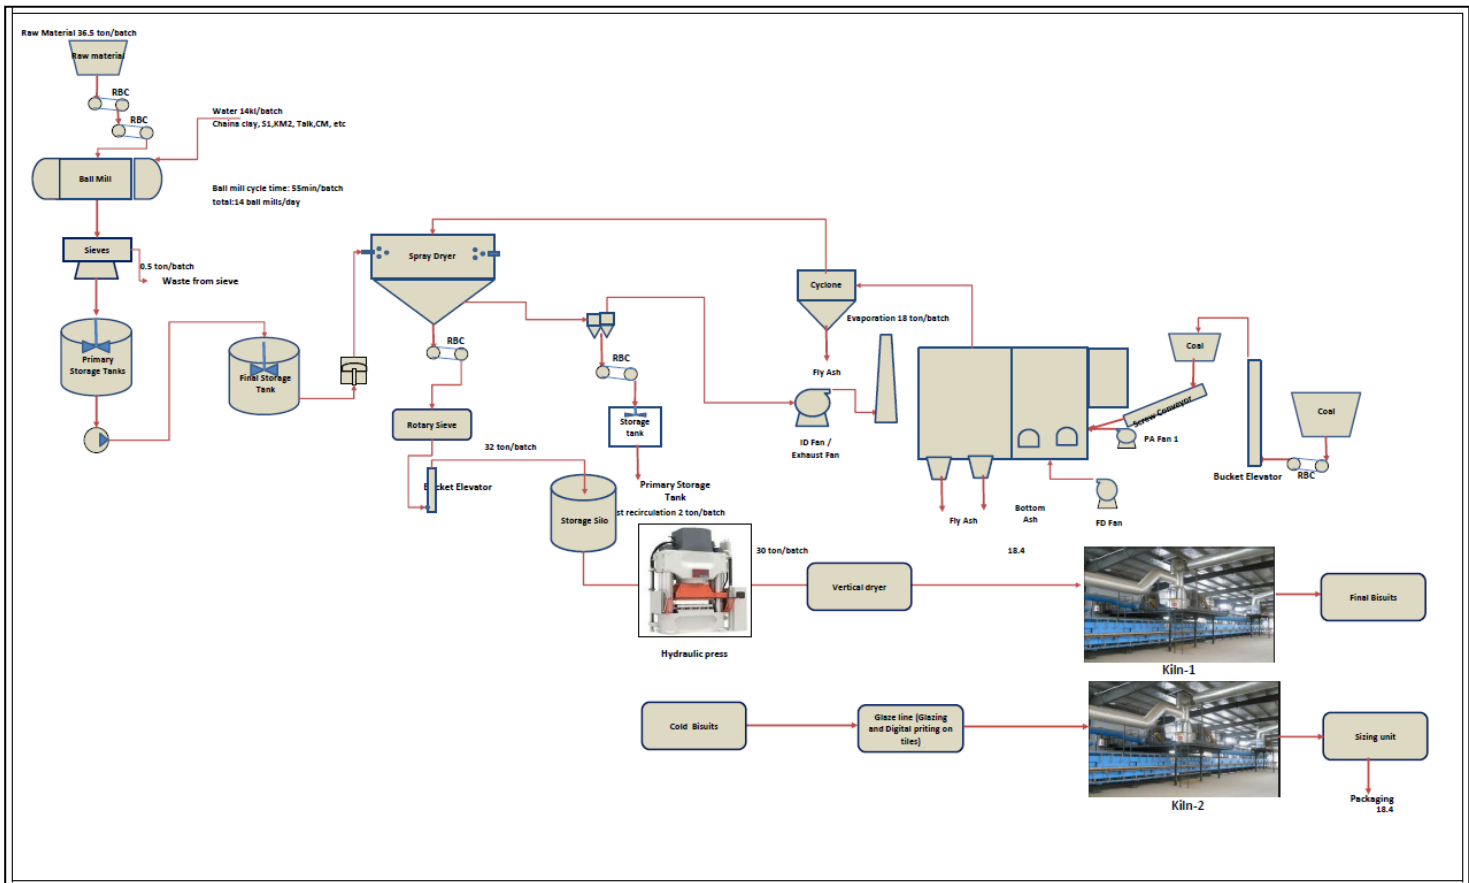 Raw Material 36.5 ton/batch
Raw material
RBC
RBC
Water 14kl/batch
Chaina clay, S1,KM2, Talk,CM, etc
Ball Mill
Ball mill cycle time: 55min/batch
total:14 ball mills/day
Sieves
0.5 ton/batch
Waste from sieve
Primary
Storage Tanks
Final Storage
Tank
Spray Dryer
RBC
Rotary Sieve
32 ton/batch
Bucket Elevator
RBC
Storage
tank
Primary Storage
Tank
st recirculation 2 ton/batch
Storage Silo
Cyclone
Evaporation 18 ton/batch
Fly Ash
ID Fan /
Exhaust Fan
Coal
Screw Conveyor
PA Fan 1
Coal
Bucket Elevator
RBC
Fly Ash
Bottom
Ash
FD Fan
30 ton/batch
18.4
Hydraulic press
Vertical dryer
Kiln-1
Final Bisuits
Cold Bisuits
Glaze line (Glazing
and Digital priting on
tiles)
Kiln-2
Sizing unit
Packaging
18.4